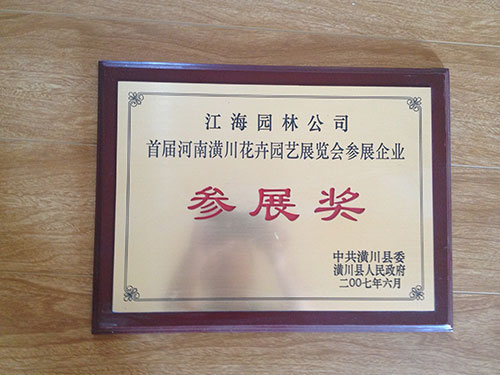 江海园林公司
首届河南潢川花卉园艺展览会参展企业
参展奖
中共潢川县委
潢川县人民政府
二00七年六月